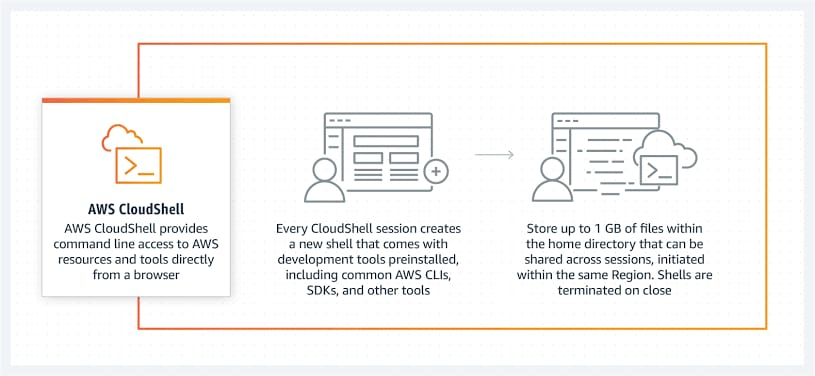 AWS CloudShell
AWS CloudShell provides
command line access to AWS
resources and tools directly
from a browser
Every CloudShell session creates
a new shell that comes with
development tools preinstalled,
including common AWS CLIs,
SDKs, and other tools
Store up to 1 GB of files within
the home directory that can be
shared across sessions, initiated
within the same Region. Shells are
terminated on close